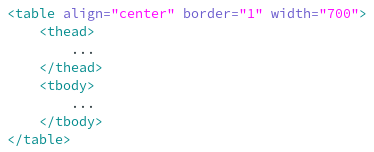 <table align="center" border="1" width="700">
    <thead>
        ...
    </thead>
    <tbody>
        ...
    </tbody>
</table>